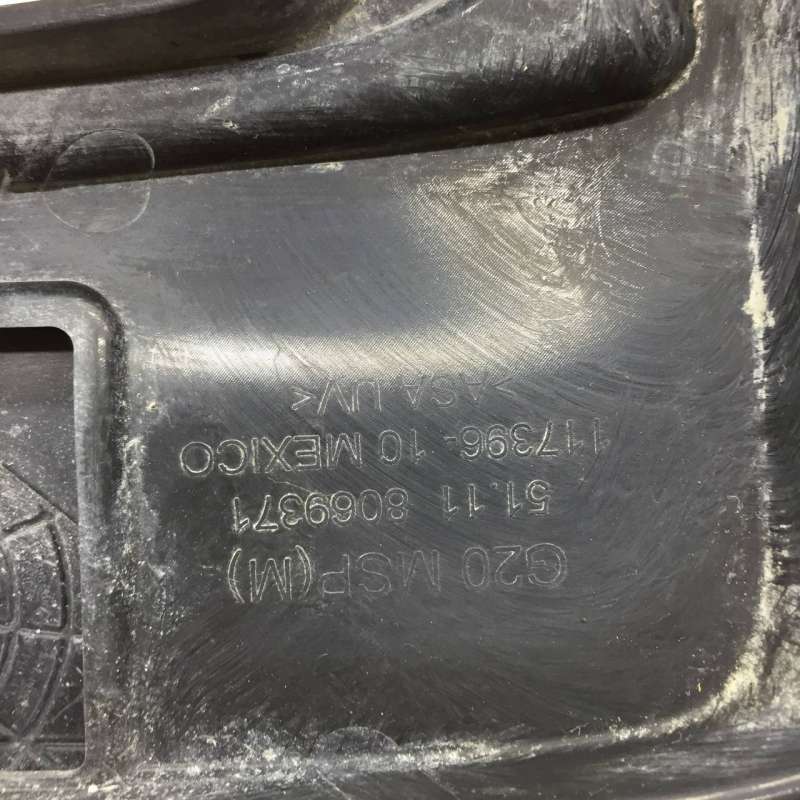 G20 MSP(M)
51.11 8069371
117396-10 MEXICO
>ASA UV<